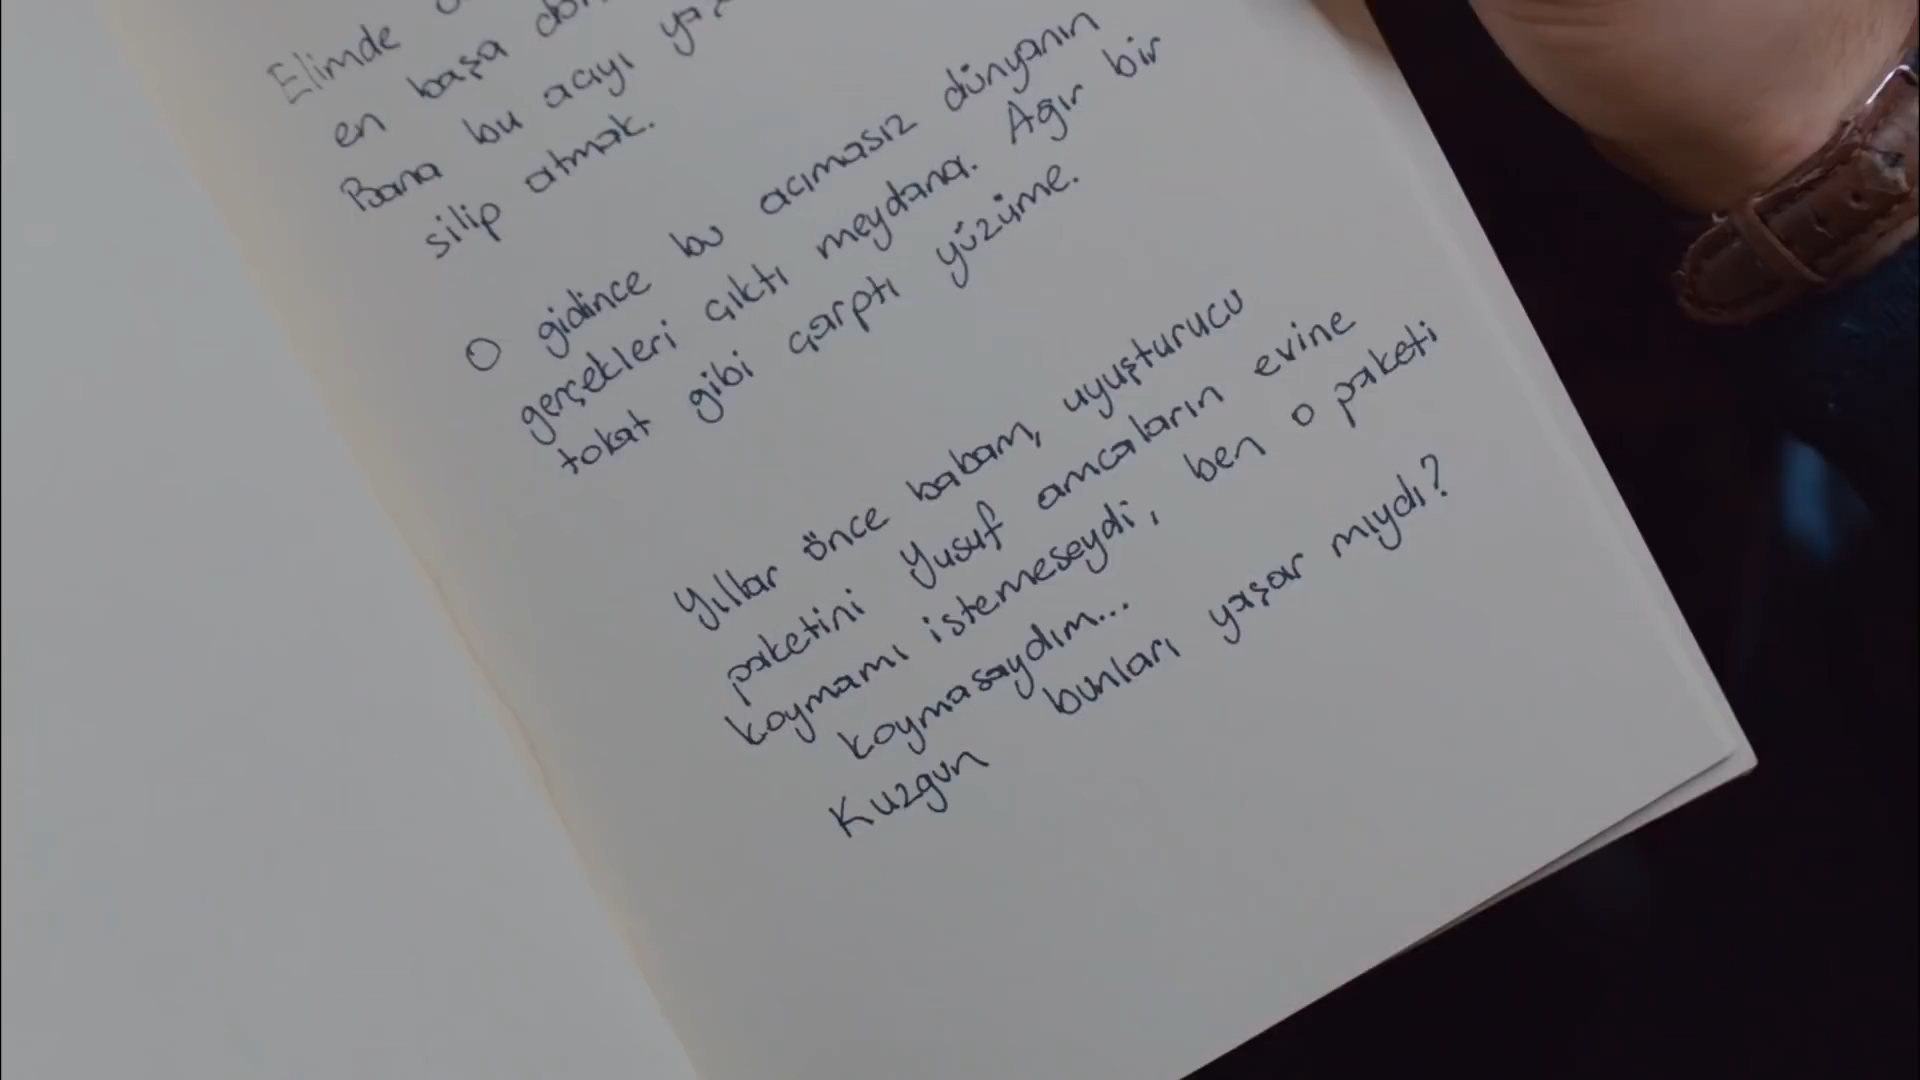 Elimde
en başa
Bana bu acıyı
silip atmak.
O gidince bu acımasız dünyanın
gerçekleri çıktı meydana. Ağır bir
tokat gibi çarptı yüzüme.
Yıllar önce babam, uyuşturucu
paketini Yusuf amcaların evine
koymamı istemeseydi, ben o paketi
koymasaydım...
Kuzgun bunları yaşar mıydı?